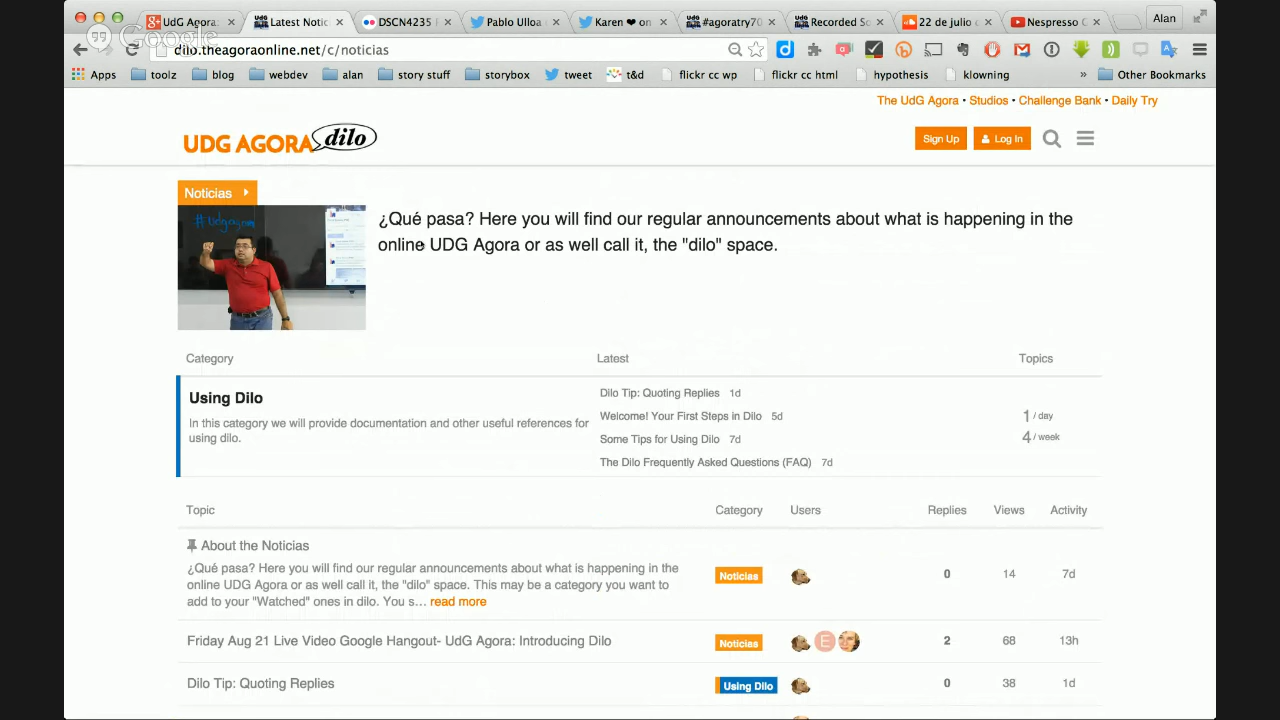 UdG Agora:
Latest Notic
DSCN4235
Pablo Ulloa
Karen ❤ on
#agoratry70
Recorded So
22 de julio
Nespresso C
Alan
Google
dilo.theagoraonline.net/c/noticias
Apps
toolz
blog
webdev
alan
story stuff
storybox
tweet
t&d
flickr cc wp
flickr cc html
hypothesis
klowning
»
Other Bookmarks
The UdG Agora • Studios • Challenge Bank • Daily Try
UDG AGORA dilo
Sign Up
Log In
Noticias
¿Qué pasa? Here you will find our regular announcements about what is happening in the
online UDG Agora or as well call it, the "dilo" space.
Category
Latest
Topics
Using Dilo
In this category we will provide documentation and other useful references for
using dilo.
Dilo Tip: Quoting Replies 1d
Welcome! Your First Steps in Dilo 5d
Some Tips for Using Dilo 7d
The Dilo Frequently Asked Questions (FAQ) 7d
1 / day
4 / week
Topic
Category
Users
Replies
Views
Activity
About the Noticias
¿Qué pasa? Here you will find our regular announcements about what is happening in the
online UDG Agora or as well call it, the "dilo" space. This may be a category you want to
add to your "Watched" ones in dilo. You s… read more
Noticias
0
14
7d
Friday Aug 21 Live Video Google Hangout- UdG Agora: Introducing Dilo
Noticias
E
2
68
13h
Dilo Tip: Quoting Replies
Using Dilo
0
38
1d